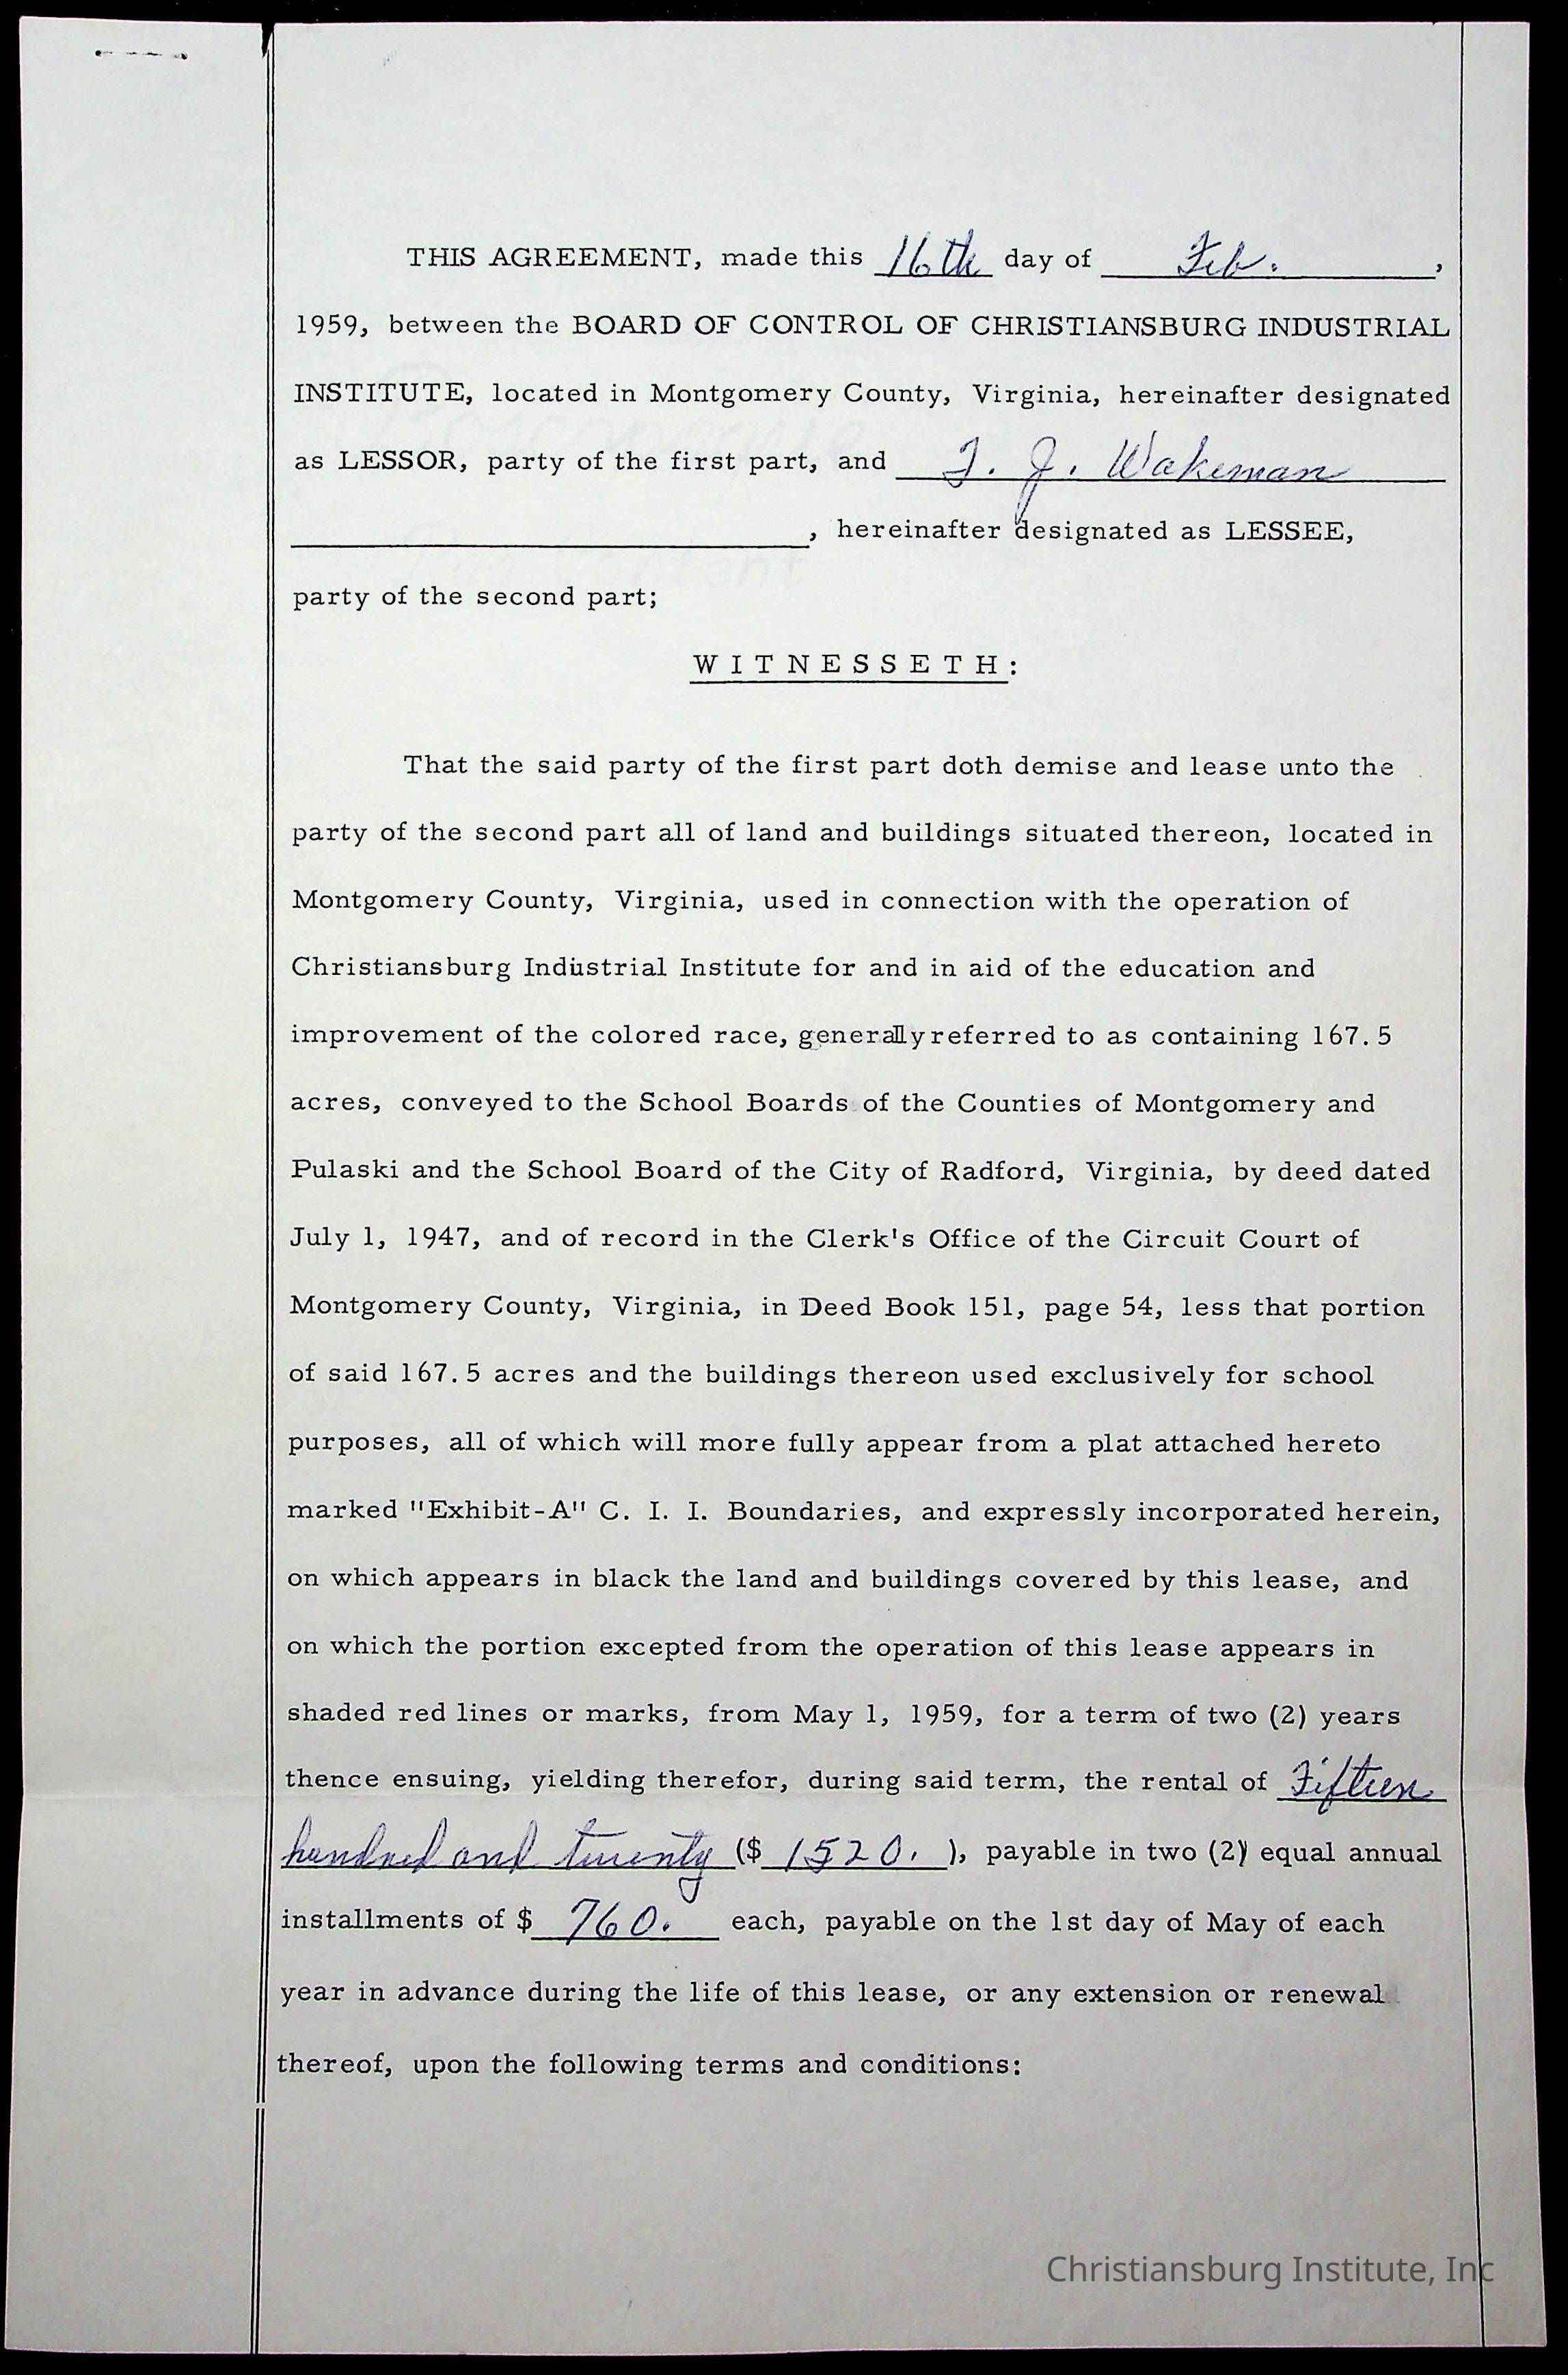 THIS AGREEMENT, made this 16th day of Feb. ,
1959, between the BOARD OF CONTROL OF CHRISTIANSBURG INDUSTRIAL
INSTITUTE, located in Montgomery County, Virginia, hereinafter designated
as LESSOR, party of the first part, and T. J. Wakeman
, hereinafter designated as LESSEE,
party of the second part;
WITNESSETH:
That the said party of the first part doth demise and lease unto the
party of the second part all of land and buildings situated thereon, located in
Montgomery County, Virginia, used in connection with the operation of
Christiansburg Industrial Institute for and in aid of the education and
improvement of the colored race, generally referred to as containing 167.5
acres, conveyed to the School Boards of the Counties of Montgomery and
Pulaski and the School Board of the City of Radford, Virginia, by deed dated
July 1, 1947, and of record in the Clerk's Office of the Circuit Court of
Montgomery County, Virginia, in Deed Book 151, page 54, less that portion
of said 167.5 acres and the buildings thereon used exclusively for school
purposes, all of which will more fully appear from a plat attached hereto
marked "Exhibit-A" C. I. I. Boundaries, and expressly incorporated herein,
on which appears in black the land and buildings covered by this lease, and
on which the portion excepted from the operation of this lease appears in
shaded red lines or marks, from May 1, 1959, for a term of two (2) years
thence ensuing, yielding therefor, during said term, the rental of Fifteen
hundred and twenty ($ 1520. ), payable in two (2) equal annual
installments of $ 760. each, payable on the 1st day of May of each
year in advance during the life of this lease, or any extension or renewal
thereof, upon the following terms and conditions:
Christiansburg Institute, Inc